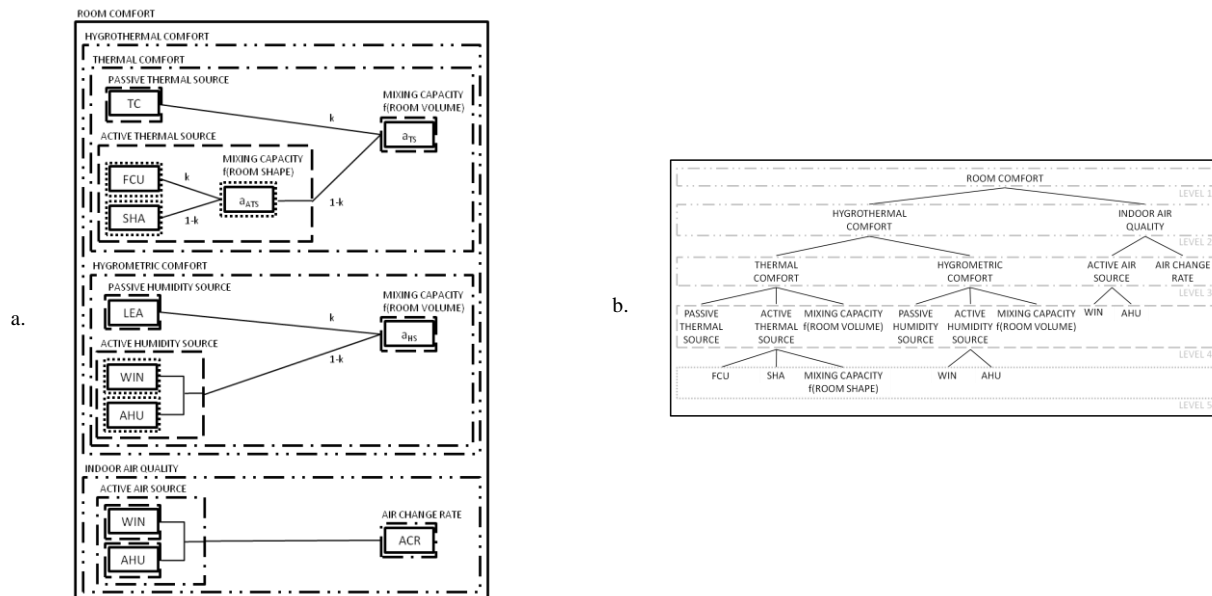 ROOM COMFORT
HYGROTHERMAL COMFORT
THERMAL COMFORT
PASSIVE THERMAL SOURCE
TC
MIXING CAPACITY
f(ROOM VOLUME)
k
aTS
ACTIVE THERMAL SOURCE
MIXING CAPACITY
f(ROOM SHAPE)
FCU
k
aATS
1-k
SHA
1-k
HYGROMETRIC COMFORT
PASSIVE HUMIDITY SOURCE
MIXING CAPACITY
f(ROOM VOLUME)
LEA
k
aHS
a.
ACTIVE HUMIDITY SOURCE
1-k
WIN
AHU
INDOOR AIR QUALITY
ACTIVE AIR SOURCE
WIN
AIR CHANGE RATE
ACR
AHU
b.
ROOM COMFORT
LEVEL 1
HYGROTHERMAL
COMFORT
INDOOR AIR
QUALITY
LEVEL 2
THERMAL
COMFORT
HYGROMETRIC
COMFORT
ACTIVE AIR
SOURCE
AIR CHANGE
RATE
LEVEL 3
PASSIVE
THERMAL
SOURCE
ACTIVE
THERMAL
SOURCE
MIXING CAPACITY
f(ROOM VOLUME)
PASSIVE
HUMIDITY
SOURCE
ACTIVE
HUMIDITY
SOURCE
MIXING CAPACITY
f(ROOM VOLUME)
WIN
AHU
LEVEL 4
FCU
SHA
MIXING CAPACITY
f(ROOM SHAPE)
WIN
AHU
LEVEL 5